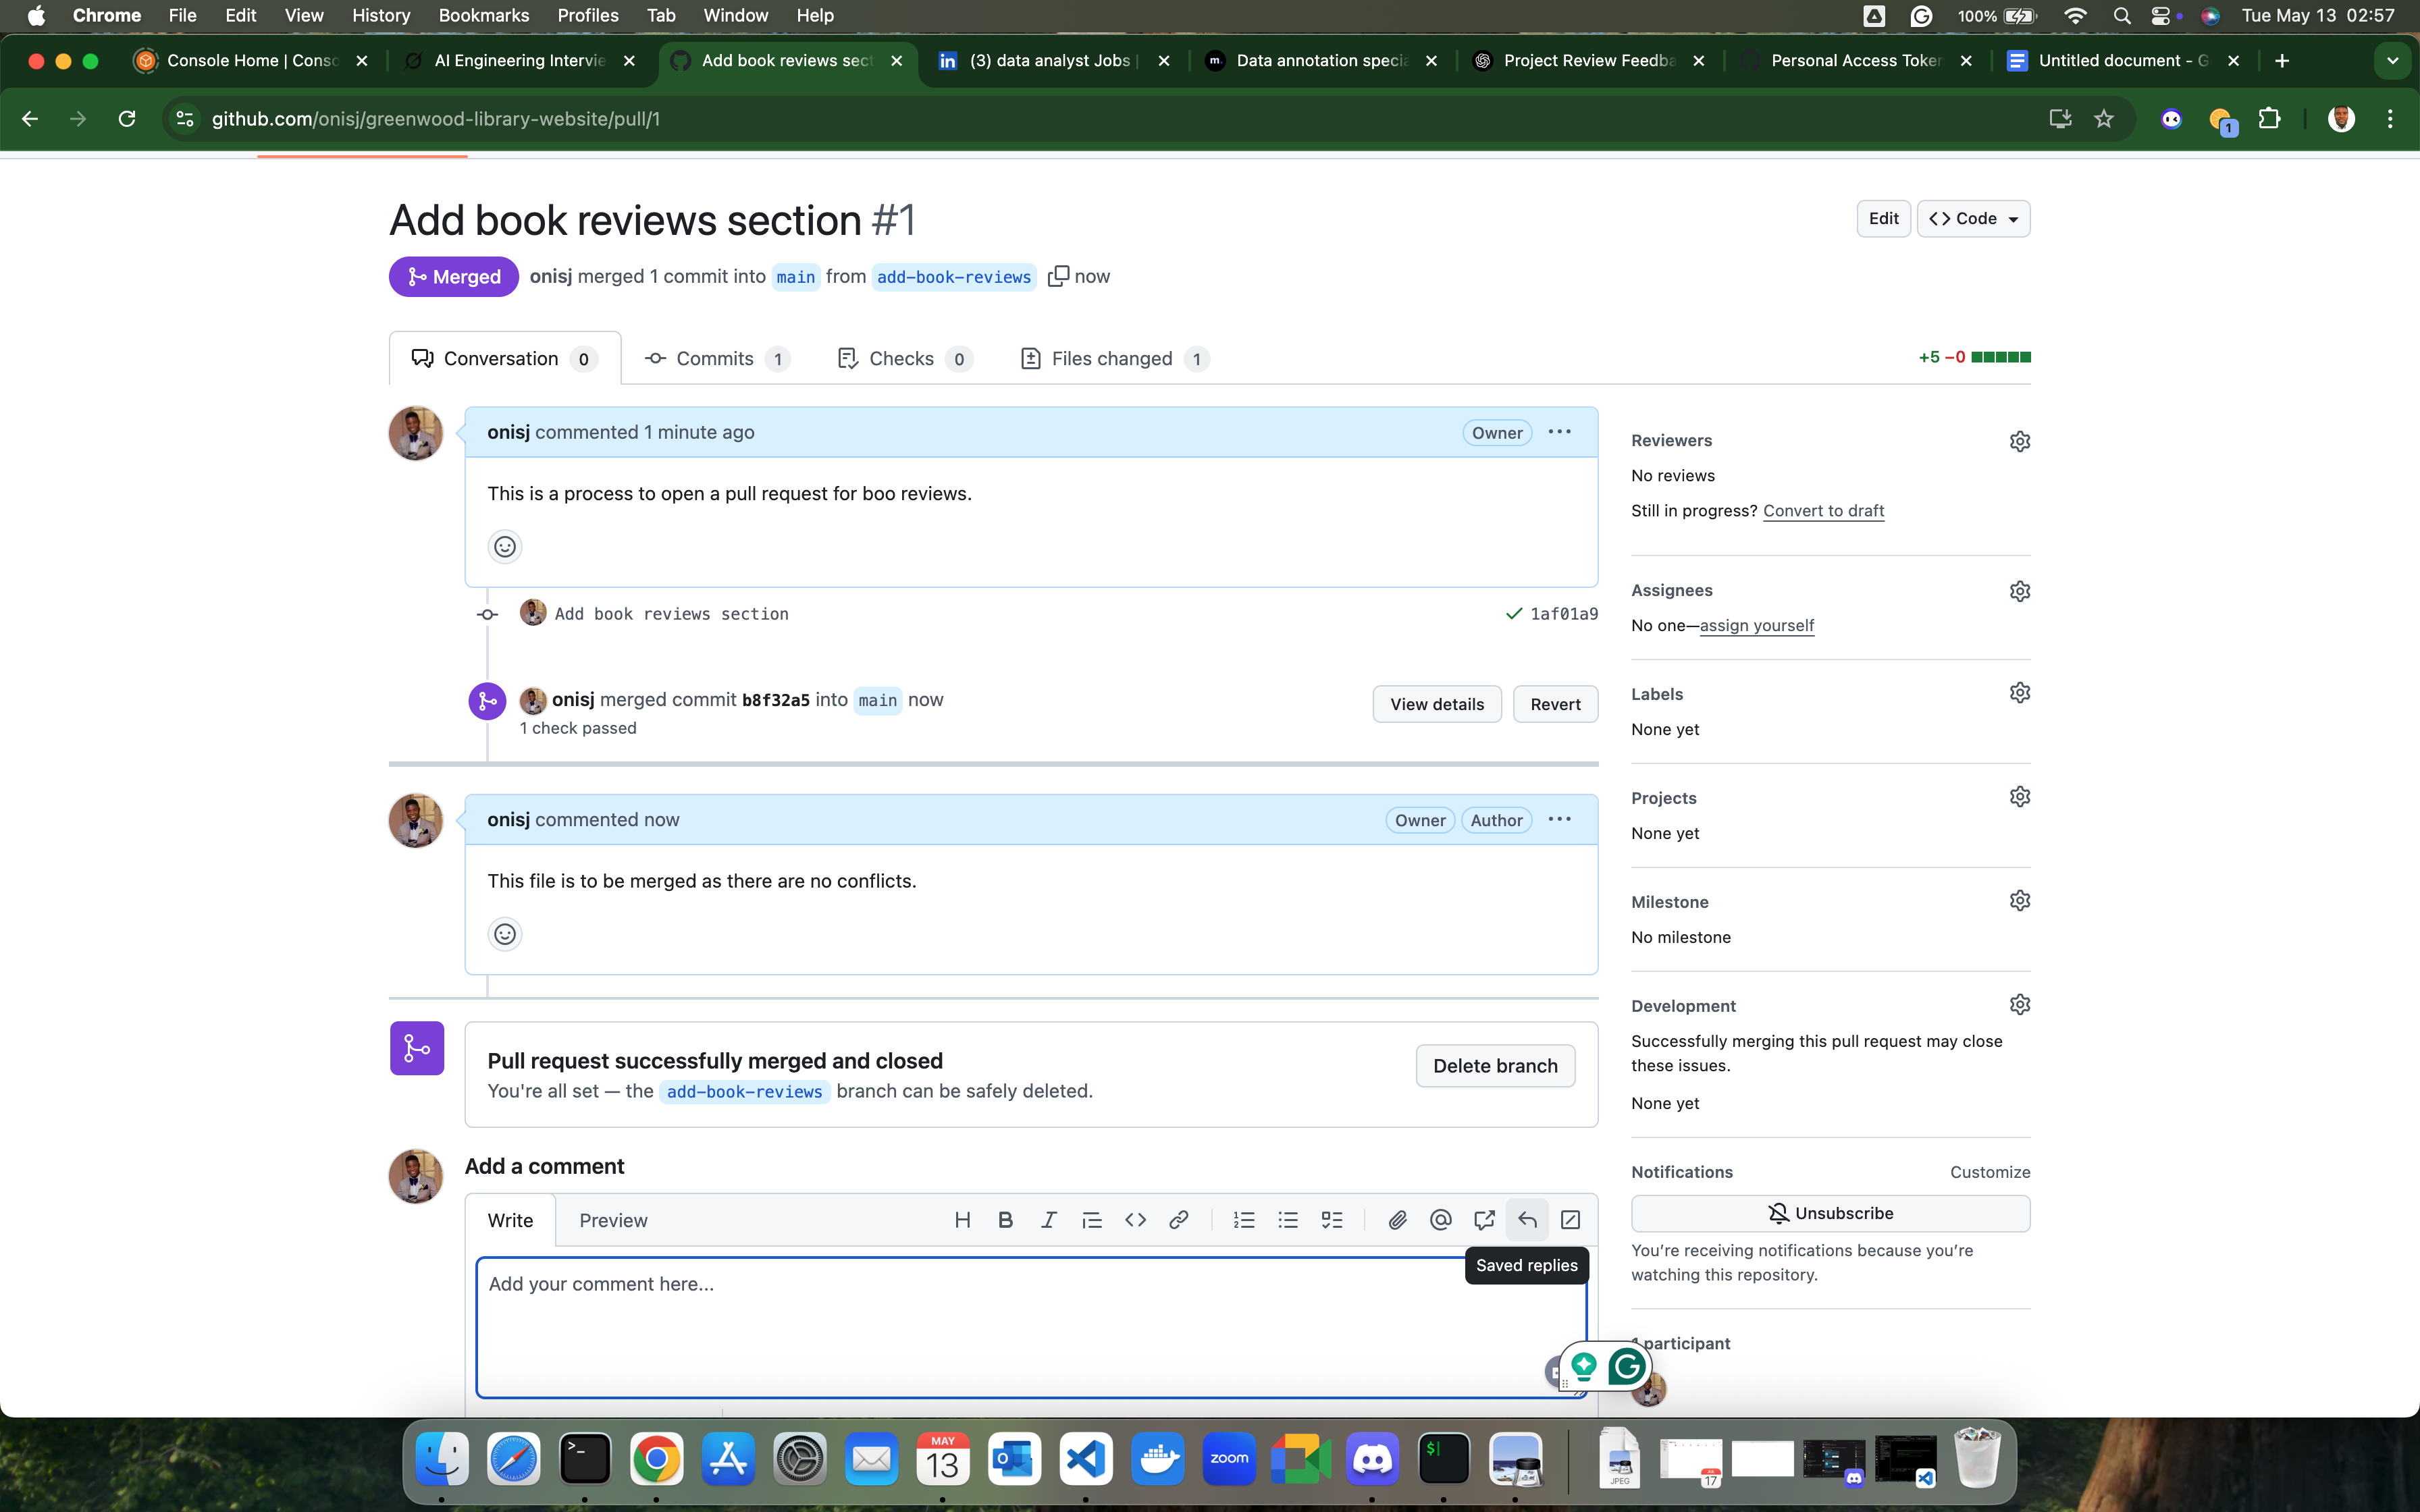 Chrome File Edit View History Bookmarks Profiles Tab Window Help 100% Tue May 13 02:57
Console Home | Conso AI Engineering Intervie Add book reviews sect (3) data analyst Jobs | Data annotation specia Project Review Feedba Personal Access Token Untitled document - G
github.com/onisj/greenwood-library-website/pull/1 1
Add book reviews section #1
Edit Code
Merged onisj merged 1 commit into main from add-book-reviews now
Conversation 0 Commits 1 Checks 0 Files changed 1 +5 −0
onisj commented 1 minute ago Owner
This is a process to open a pull request for boo reviews.
Add book reviews section 1af01a9
onisj merged commit b8f32a5 into main now View details Revert
1 check passed
onisj commented now Owner Author
This file is to be merged as there are no conflicts.
Pull request successfully merged and closed
You're all set — the add-book-reviews branch can be safely deleted.
Delete branch
Add a comment
Write Preview
Saved replies
Add your comment here...
Reviewers
No reviews
Still in progress? Convert to draft
Assignees
No one—assign yourself
Labels
None yet
Projects
None yet
Milestone
No milestone
Development
Successfully merging this pull request may close
these issues.
None yet
Notifications Customize
Unsubscribe
You're receiving notifications because you're
watching this repository.
1 participant
MAY
13
zoom
JPEG
17